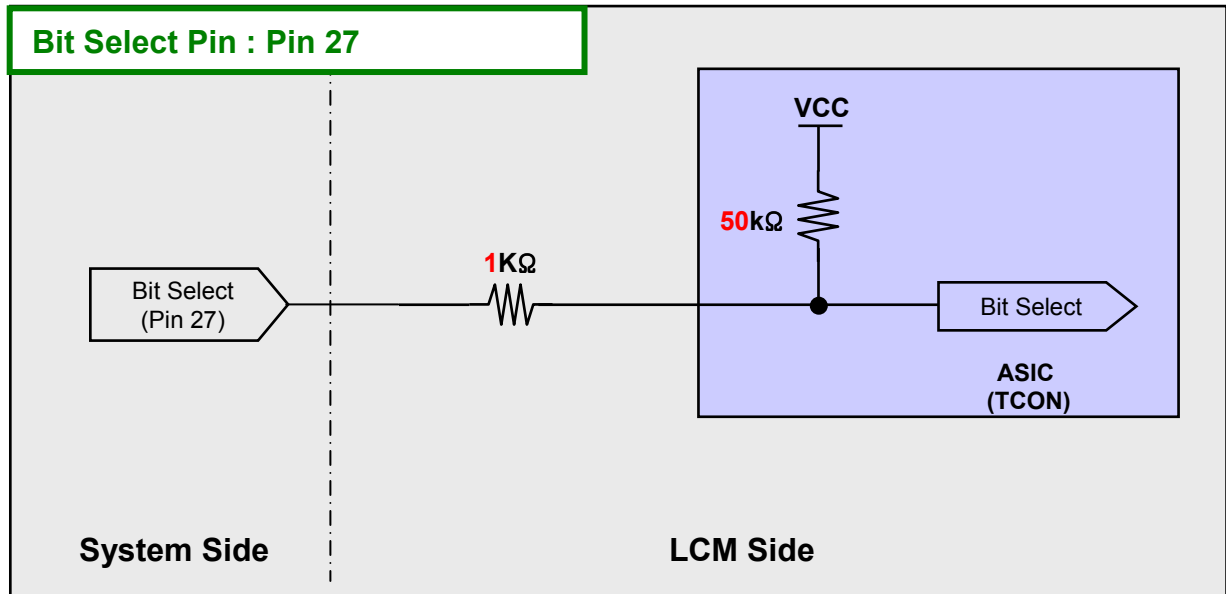 Bit Select Pin : Pin 27
VCC
50kΩ
1KΩ
Bit Select
(Pin 27)
Bit Select
ASIC
(TCON)
System Side
LCM Side